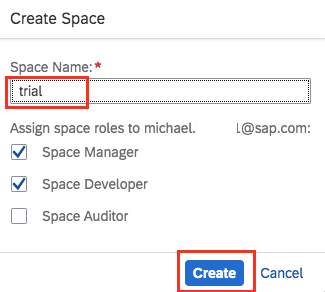 Create Space
Space Name:*
trial
Assign space roles to michael. @sap.com:
Space Manager
Space Developer
Space Auditor
Create Cancel